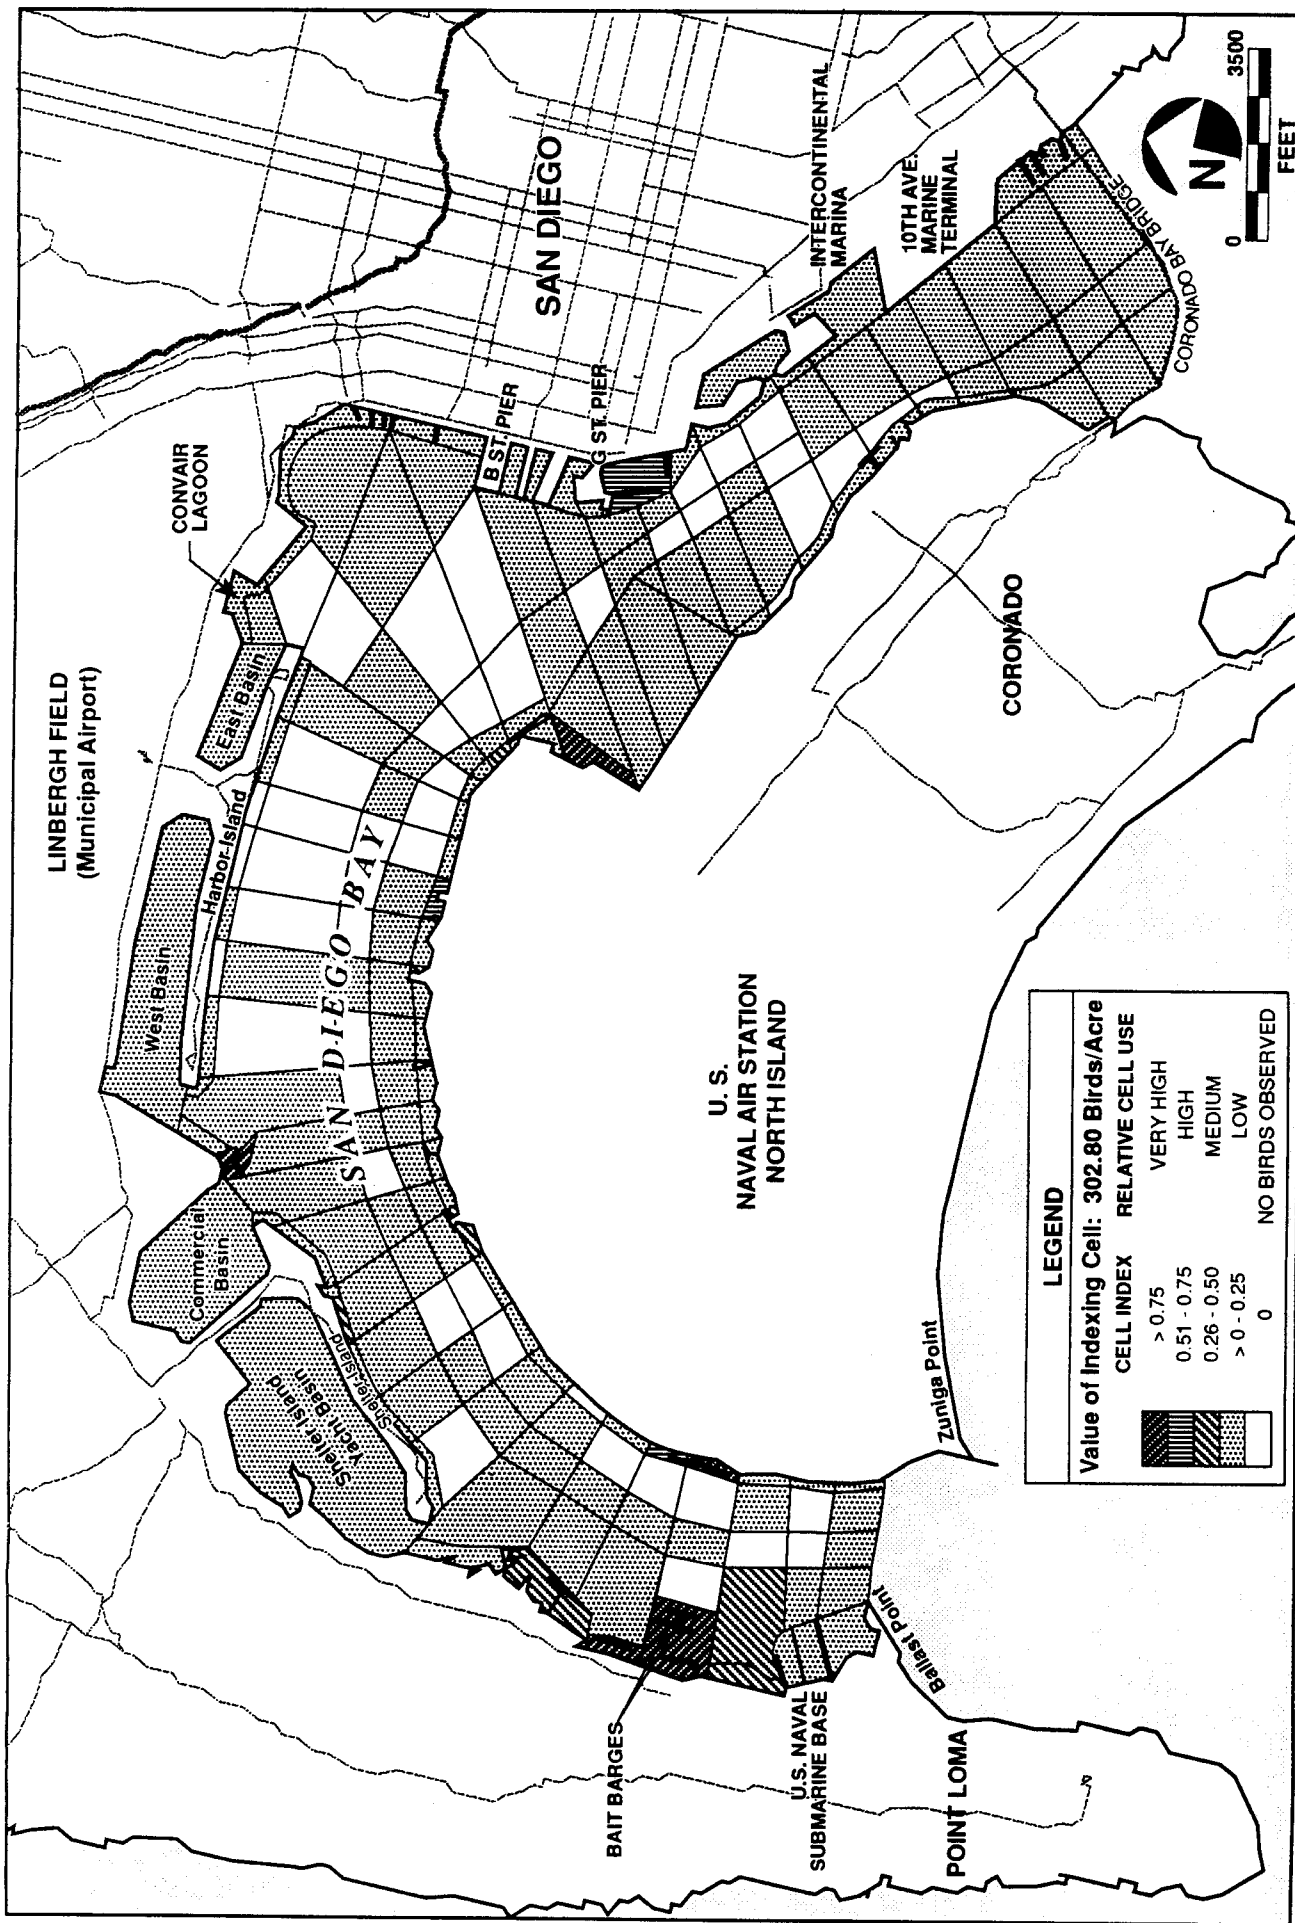 LINBERGH FIELD
(Municipal Airport)
CONVAIR
LAGOON
SAN DIEGO
B ST. PIER
G ST. PIER
INTERCONTINENTAL
MARINA
10TH AVE.
MARINE
TERMINAL
CORONADO BAY BRIDGE
N
0
3500
FEET
East Basin
Harbor Island
West Basin
SAN DIEGO BAY
Commercial
Basin
Shelter Island
Yacht Basin
Shelter Island
CORONADO
U. S.
NAVAL AIR STATION
NORTH ISLAND
Zuniga Point
Ballast Point
BAIT BARGES
U.S. NAVAL
SUBMARINE BASE
POINT LOMA
LEGEND
Value of Indexing Cell: 302.80 Birds/Acre
CELL INDEX RELATIVE CELL USE
> 0.75 VERY HIGH
0.51 - 0.75 HIGH
0.26 - 0.50 MEDIUM
> 0 - 0.25 LOW
0 NO BIRDS OBSERVED